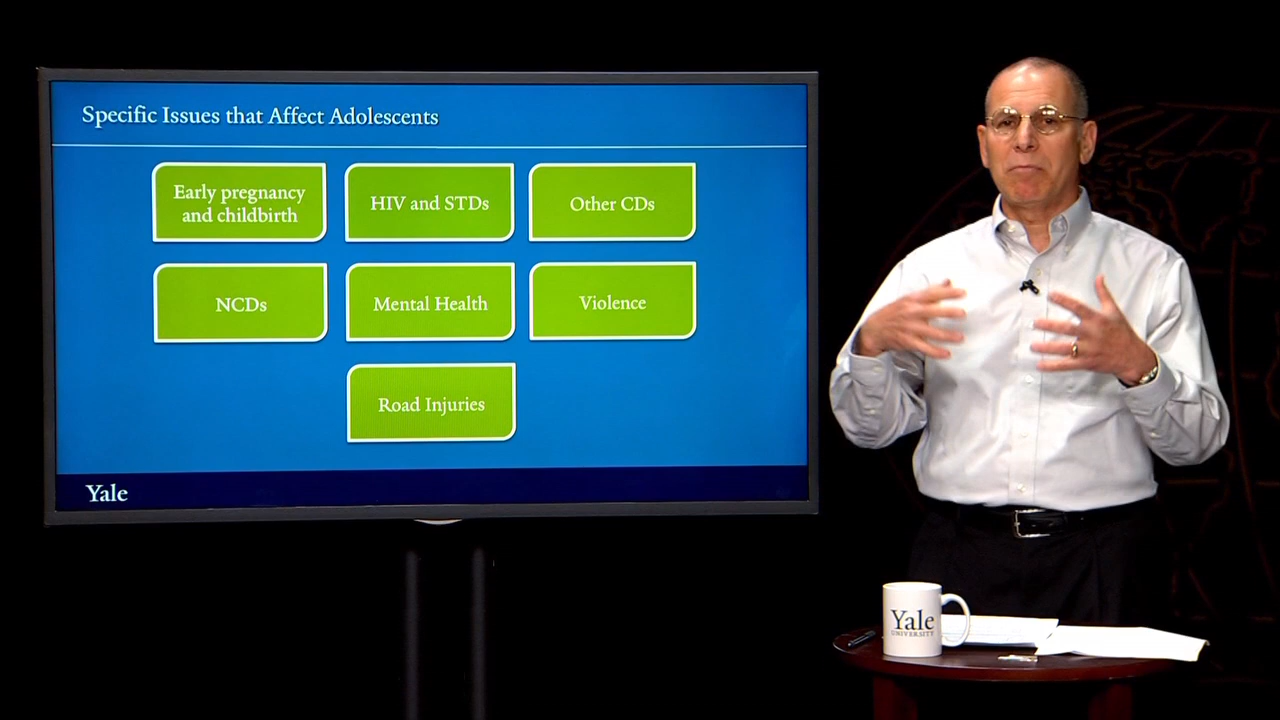 Specific Issues that Affect Adolescents
Early pregnancy
and childbirth
HIV and STDs
Other CDs
NCDs
Mental Health
Violence
Road Injuries
Yale
Yale
UNIVERSITY